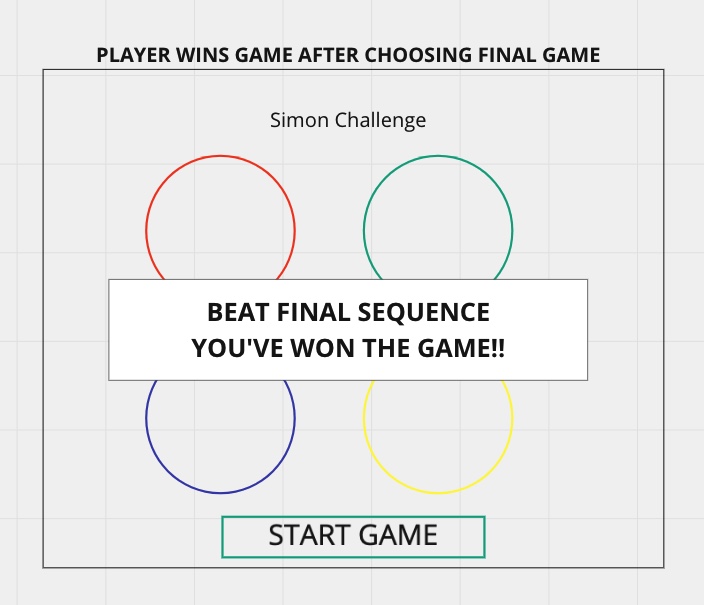 PLAYER WINS GAME AFTER CHOOSING FINAL GAME
Simon Challenge
BEAT FINAL SEQUENCE
YOU'VE WON THE GAME!!
START GAME